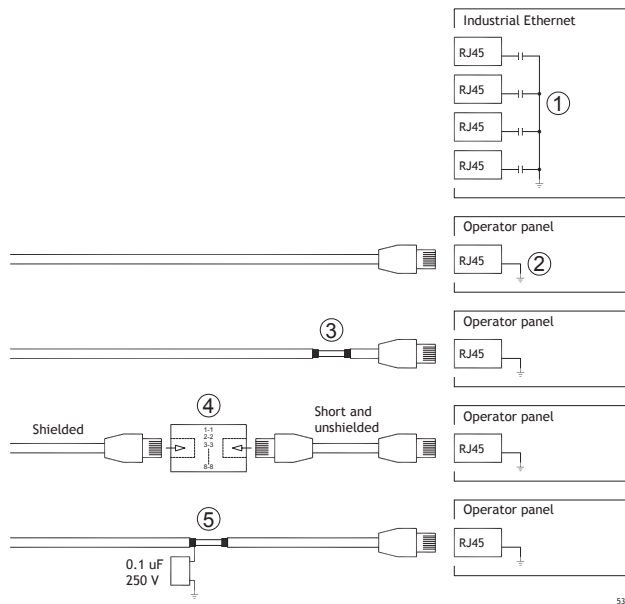 Industrial Ethernet
RJ45
RJ45
RJ45
RJ45
1
Operator panel
RJ45
2
Operator panel
3
RJ45
Operator panel
4
Shielded
1-1
2-2
3-3
8-8
Short and
unshielded
RJ45
Operator panel
5
RJ45
0.1 uF
250 V
53